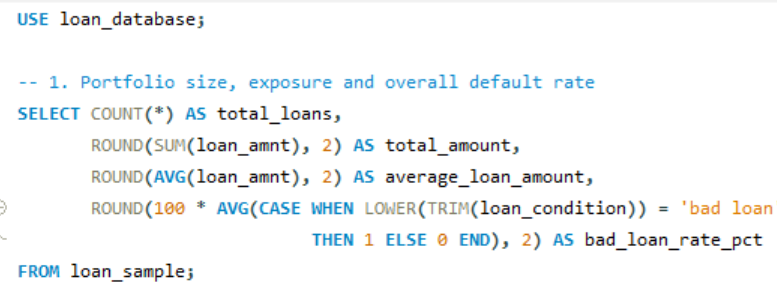 USE loan_database;
-- 1. Portfolio size, exposure and overall default rate
SELECT COUNT(*) AS total_loans,
ROUND(SUM(loan_amnt), 2) AS total_amount,
ROUND(AVG(loan_amnt), 2) AS average_loan_amount,
ROUND(100 * AVG(CASE WHEN LOWER(TRIM(loan_condition)) = 'bad loan
THEN 1 ELSE 0 END), 2) AS bad_loan_rate_pct
FROM loan_sample;